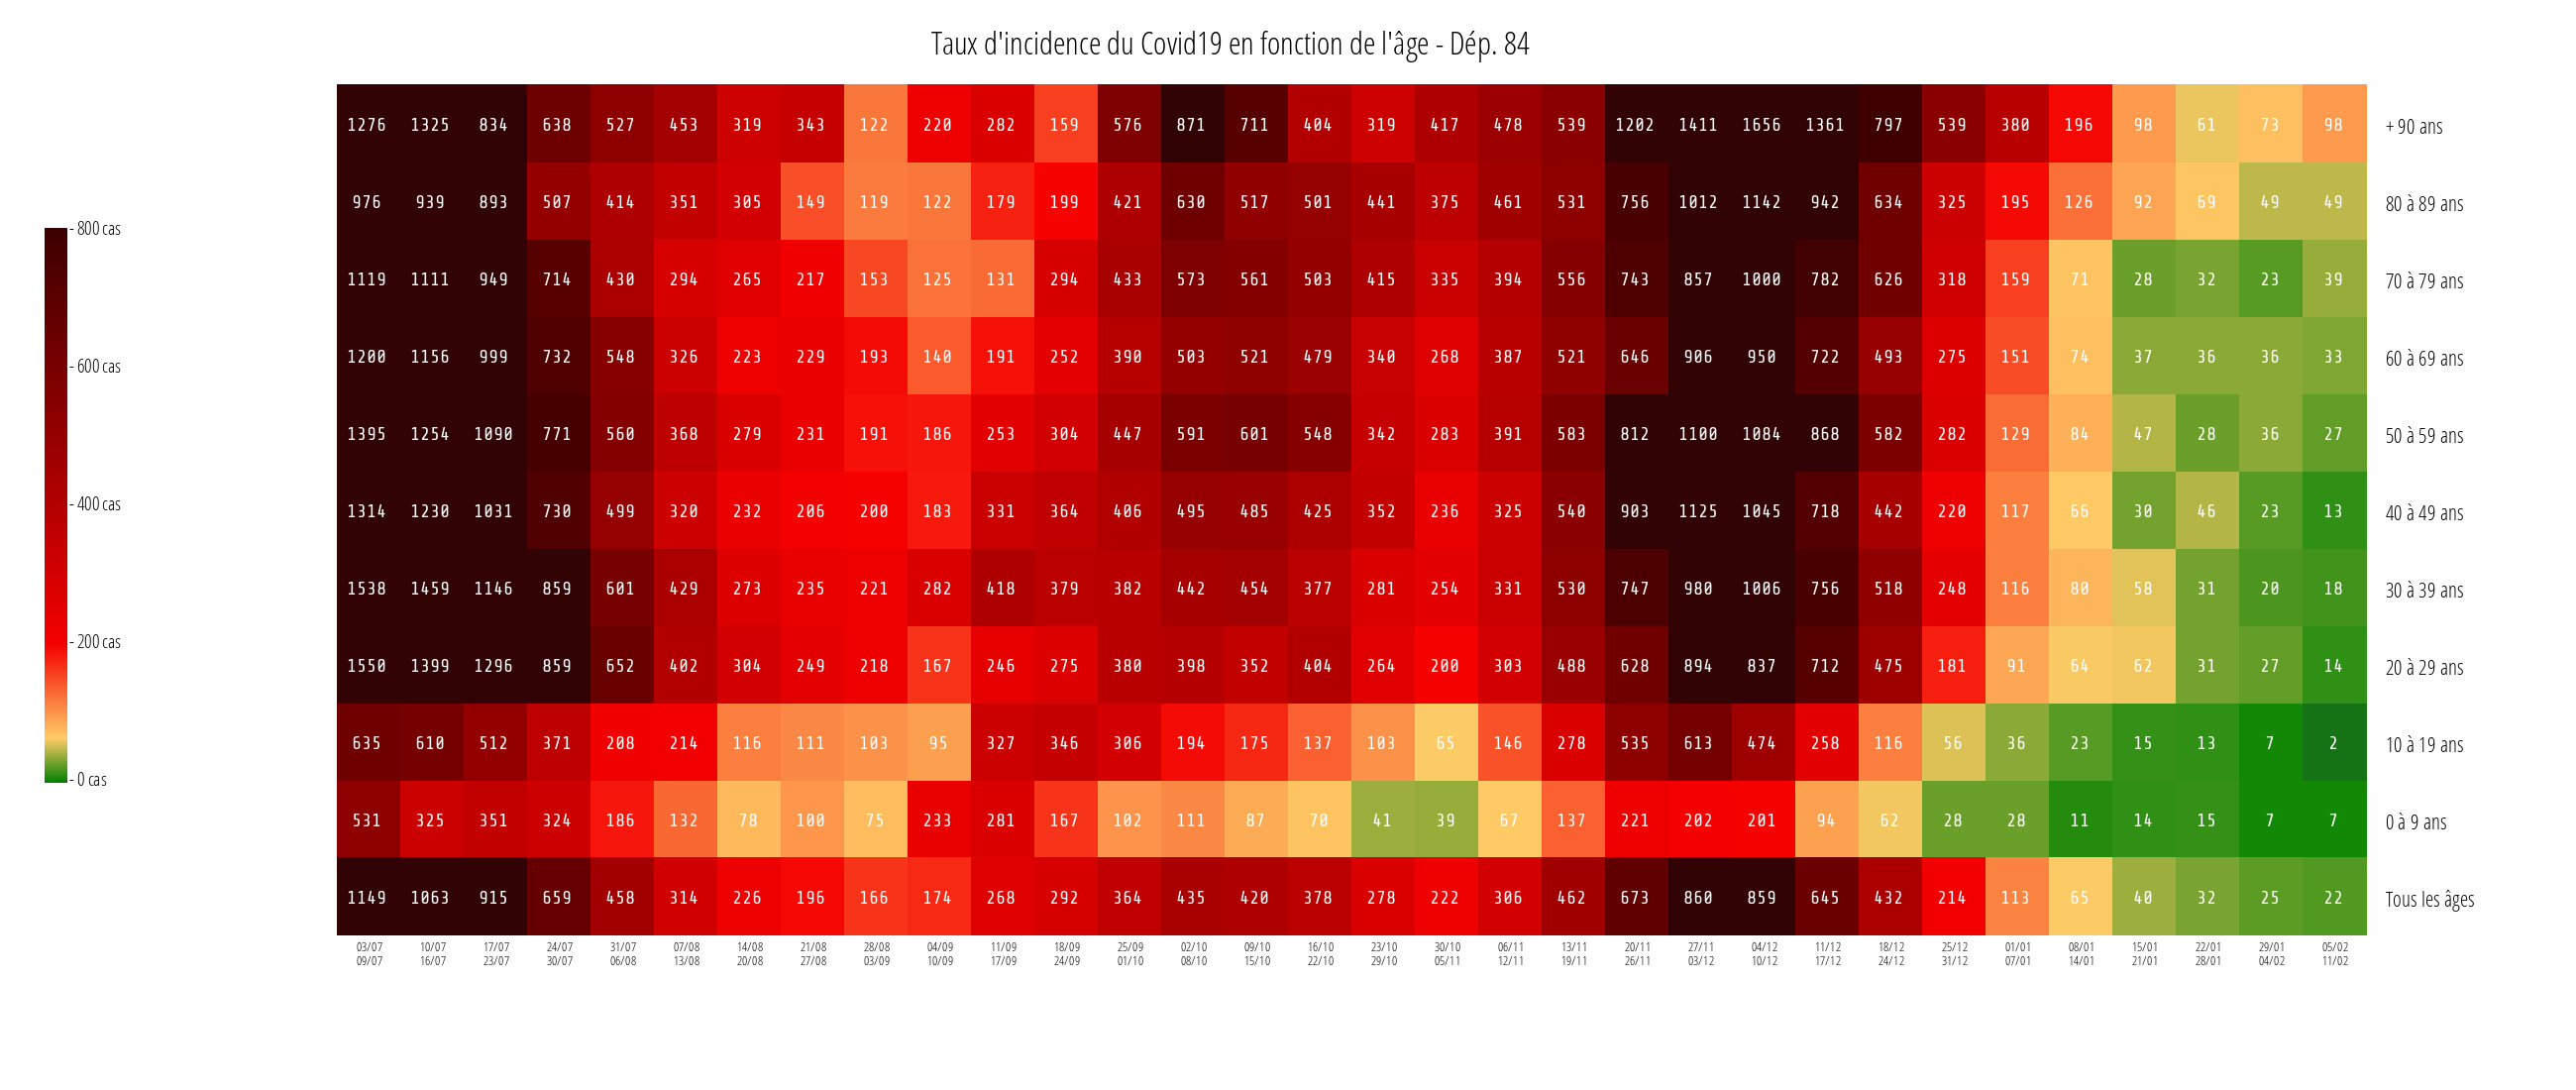 Taux d'incidence du Covid19 en fonction de l'âge - Dép. 84
- 800 cas
- 600 cas
- 400 cas
- 200 cas
- 0 cas
1276 1325 834 638 527 453 319 343 122 220 282 159 576 871 711 404 319 417 478 539 1202 1411 1656 1361 797 539 380 196 98 61 73 98 + 90 ans
976 939 893 507 414 351 305 149 119 122 179 199 421 630 517 501 441 375 461 531 756 1012 1142 942 634 325 195 126 92 69 49 49 80 à 89 ans
1119 1111 949 714 430 294 265 217 153 125 131 294 433 573 561 503 415 335 394 556 743 857 1000 782 626 318 159 71 28 32 23 39 70 à 79 ans
1200 1156 999 732 548 326 223 229 193 140 191 252 390 503 521 479 340 268 387 521 646 906 950 722 493 275 151 74 37 36 36 33 60 à 69 ans
1395 1254 1090 771 560 368 279 231 191 186 253 304 447 591 601 548 342 283 391 583 812 1100 1084 868 582 282 129 84 47 28 36 27 50 à 59 ans
1314 1230 1031 730 499 320 232 206 200 183 331 364 406 495 485 425 352 236 325 540 903 1125 1045 718 442 220 117 66 30 46 23 13 40 à 49 ans
1538 1459 1146 859 601 429 273 235 221 282 418 379 382 442 454 377 281 254 331 530 747 980 1006 756 518 248 116 80 58 31 20 18 30 à 39 ans
1550 1399 1296 859 652 402 304 249 218 167 246 275 380 398 352 404 264 200 303 488 628 894 837 712 475 181 91 64 62 31 27 14 20 à 29 ans
635 610 512 371 208 214 116 111 103 95 327 346 306 194 175 137 103 65 146 278 535 613 474 258 116 56 36 23 15 13 7 2 10 à 19 ans
531 325 351 324 186 132 78 100 75 233 281 167 102 111 87 70 41 39 67 137 221 202 201 94 62 28 28 11 14 15 7 7 0 à 9 ans
1149 1063 915 659 458 314 226 196 166 174 268 292 364 435 420 378 278 222 306 462 673 860 859 645 432 214 113 65 40 32 25 22 Tous les âges
03/07 10/07 17/07 24/07 31/07 07/08 14/08 21/08 28/08 04/09 11/09 18/09 25/09 02/10 09/10 16/10 23/10 30/10 06/11 13/11 20/11 27/11 04/12 11/12 18/12 25/12 01/01 08/01 15/01 22/01 29/01 05/02
09/07 16/07 23/07 30/07 06/08 13/08 20/08 27/08 03/09 10/09 17/09 24/09 01/10 08/10 15/10 22/10 29/10 05/11 12/11 19/11 26/11 03/12 10/12 17/12 24/12 31/12 07/01 14/01 21/01 28/01 04/02 11/02